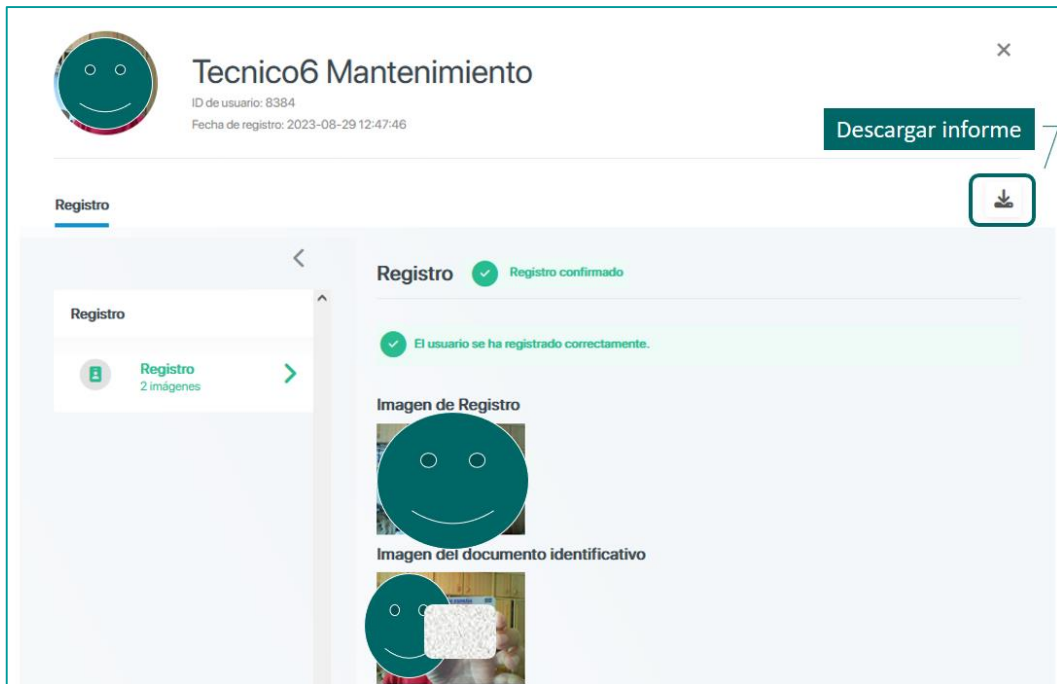 Tecnico6 Mantenimiento
ID de usuario: 8384
Fecha de registro: 2023-08-29 12:47:46
Descargar informe
Registro
Registro
Registro confirmado
Registro
El usuario se ha registrado correctamente.
Registro
2 imágenes
Imagen de Registro
Imagen del documento identificativo